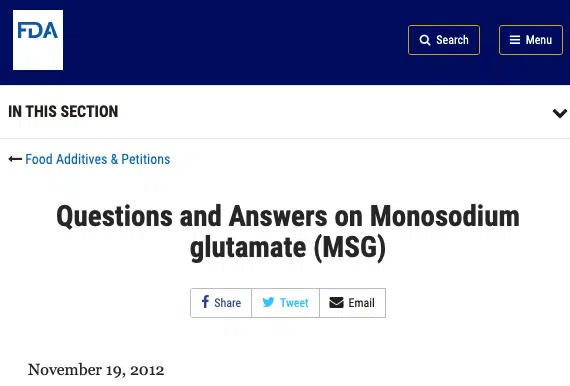 FDA
Search
Menu
IN THIS SECTION
Food Additives & Petitions
Questions and Answers on Monosodium
glutamate (MSG)
Share
Tweet
Email
November 19, 2012